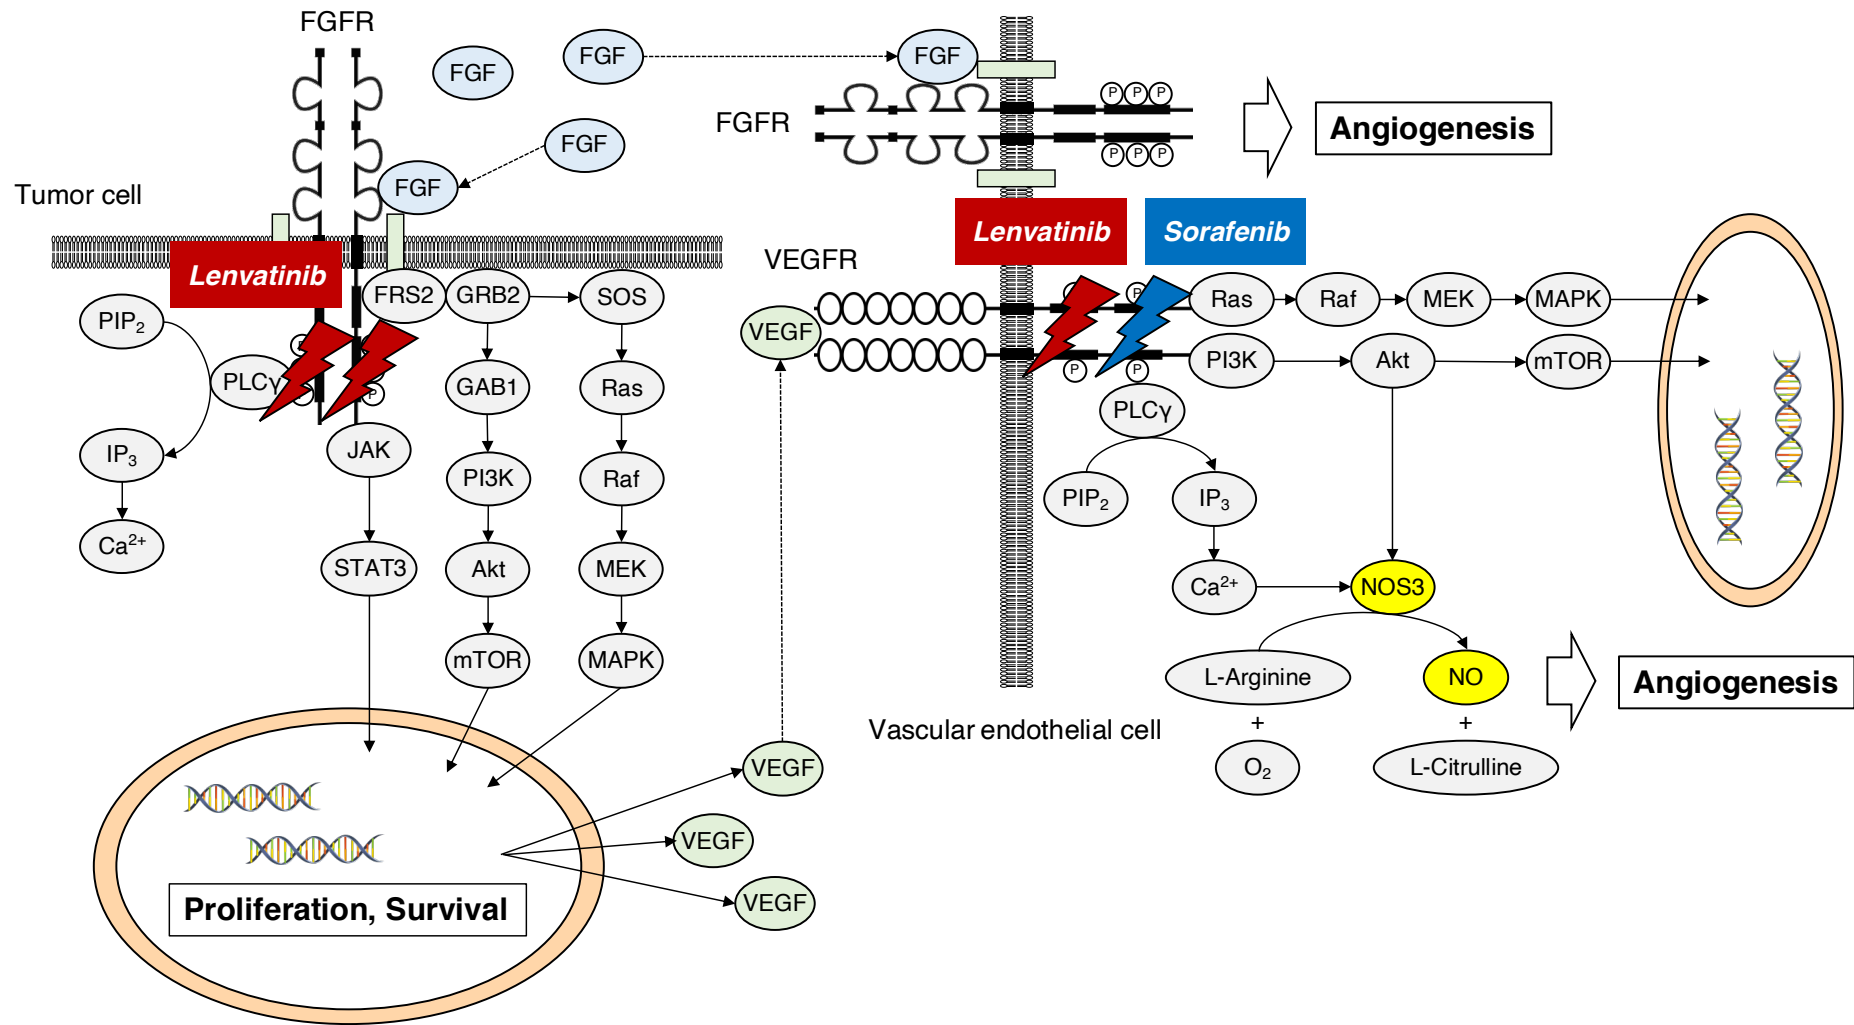 FGFR
FGF
FGF
FGF
FGF
FGF
Tumor cell
Lenvatinib
FRS2
GRB2
SOS
PIP2
PLCγ
IP3
Ca2+
P
JAK
STAT3
GAB1
PI3K
Akt
mTOR
Ras
Raf
MEK
MAPK
Proliferation, Survival
VEGF
VEGF
VEGF
FGFR
P P P
P P P
Angiogenesis
Lenvatinib
Sorafenib
VEGFR
VEGF
P
P
P
Ras
Raf
MEK
MAPK
PI3K
Akt
mTOR
PLCγ
PIP2
IP3
Ca2+
NOS3
L-Arginine
NO
+
+
O2
L-Citrulline
Angiogenesis
Vascular endothelial cell